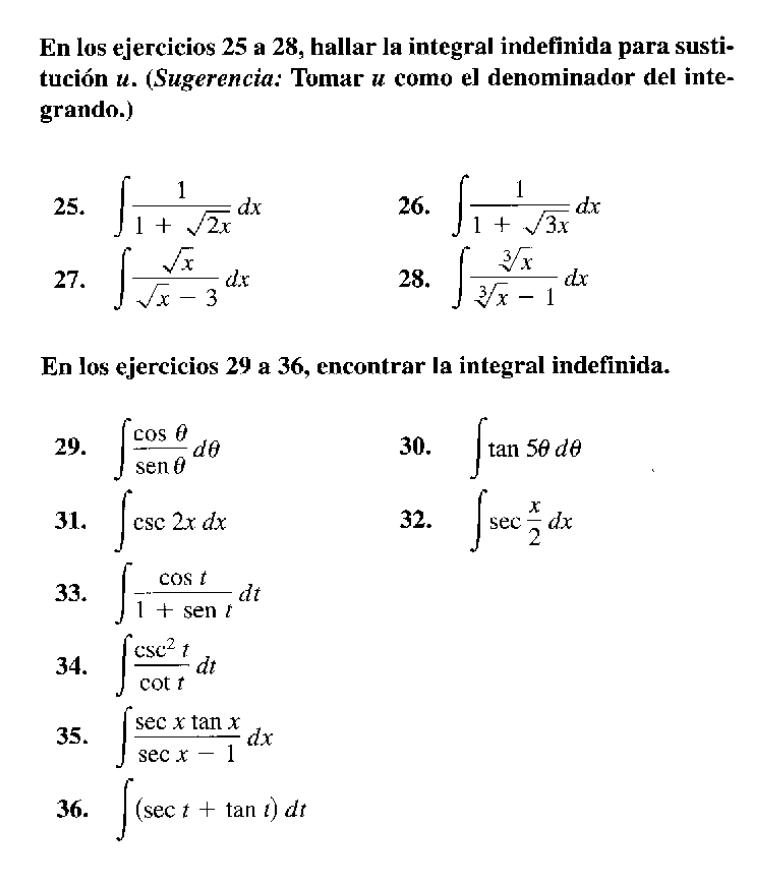 En los ejercicios 25 a 28, hallar la integral indefinida para susti-
tución u. (Sugerencia: Tomar u como el denominador del inte-
grando.)
25. ∫ 1/(1 + √(2x)) dx
26. ∫ 1/(1 + √(3x)) dx
27. ∫ √x/(√x − 3) dx
28. ∫ ∛x/(∛x − 1) dx
En los ejercicios 29 a 36, encontrar la integral indefinida.
29. ∫ cos θ/sen θ dθ
30. ∫ tan 5θ dθ
31. ∫ csc 2x dx
32. ∫ sec x/2 dx
33. ∫ cos t/(1 + sen t) dt
34. ∫ csc² t/cot t dt
35. ∫ sec x tan x/(sec x − 1) dx
36. ∫ (sec t + tan t) dt